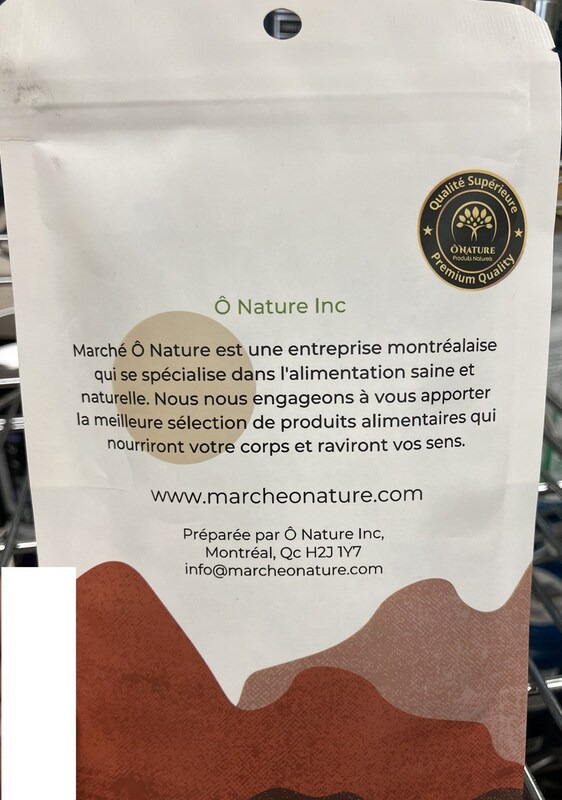 Qualité Supérieure
Ô NATURE
Produits Naturels
Premium Quality
Ô Nature Inc
Marché Ô Nature est une entreprise montréalaise
qui se spécialise dans l'alimentation saine et
naturelle. Nous nous engageons à vous apporter
la meilleure sélection de produits alimentaires qui
nourriront votre corps et raviront vos sens.
www.marcheonature.com
Préparée par Ô Nature Inc,
Montréal, Qc H2J 1Y7
info@marcheonature.com